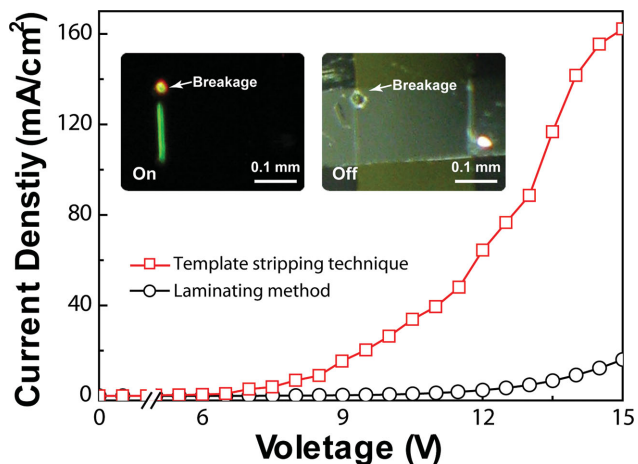 Current Denstiy (mA/cm²)
160
120
80
40
0
Breakage
On
0.1 mm
Breakage
Off
0.1 mm
Template stripping technique
Laminating method
0 6 9 12 15
Voletage (V)